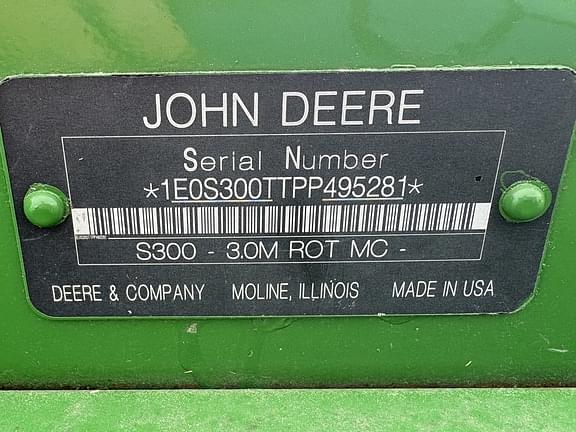 JOHN DEERE
Serial Number
*1E0S300TTPP495281*
S300 - 3.0M ROT MC -
DEERE & COMPANY MOLINE, ILLINOIS MADE IN USA